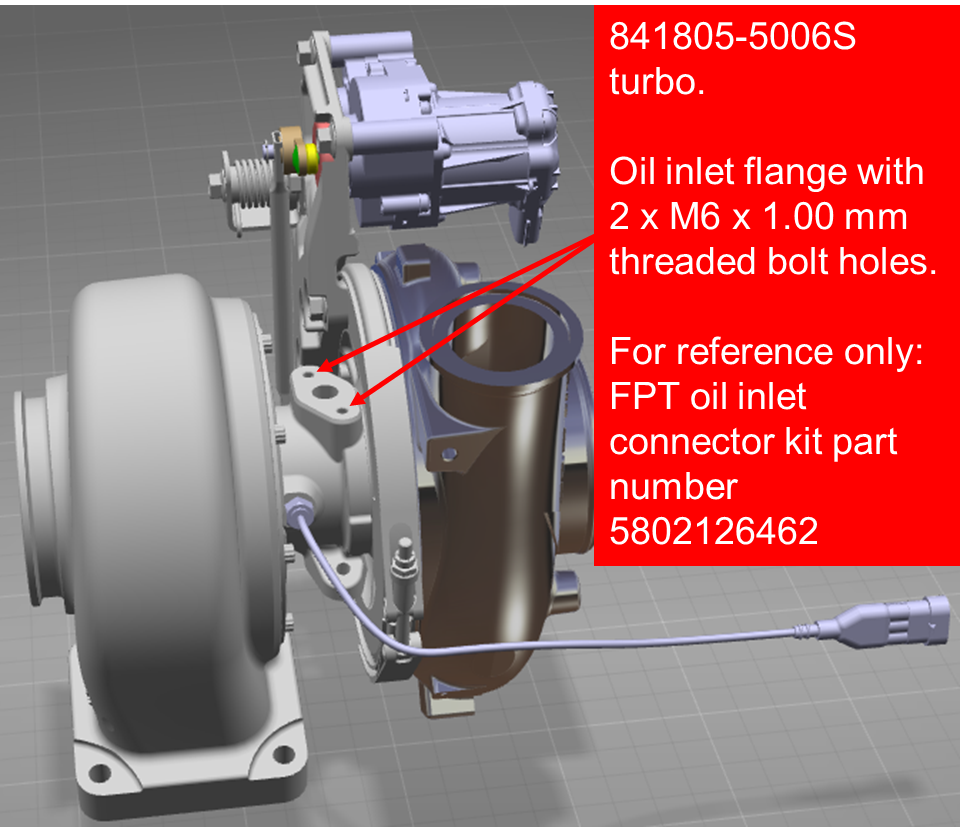 841805-5006S
turbo.
Oil inlet flange with
2 x M6 x 1.00 mm
threaded bolt holes.
For reference only:
FPT oil inlet
connector kit part
number
5802126462